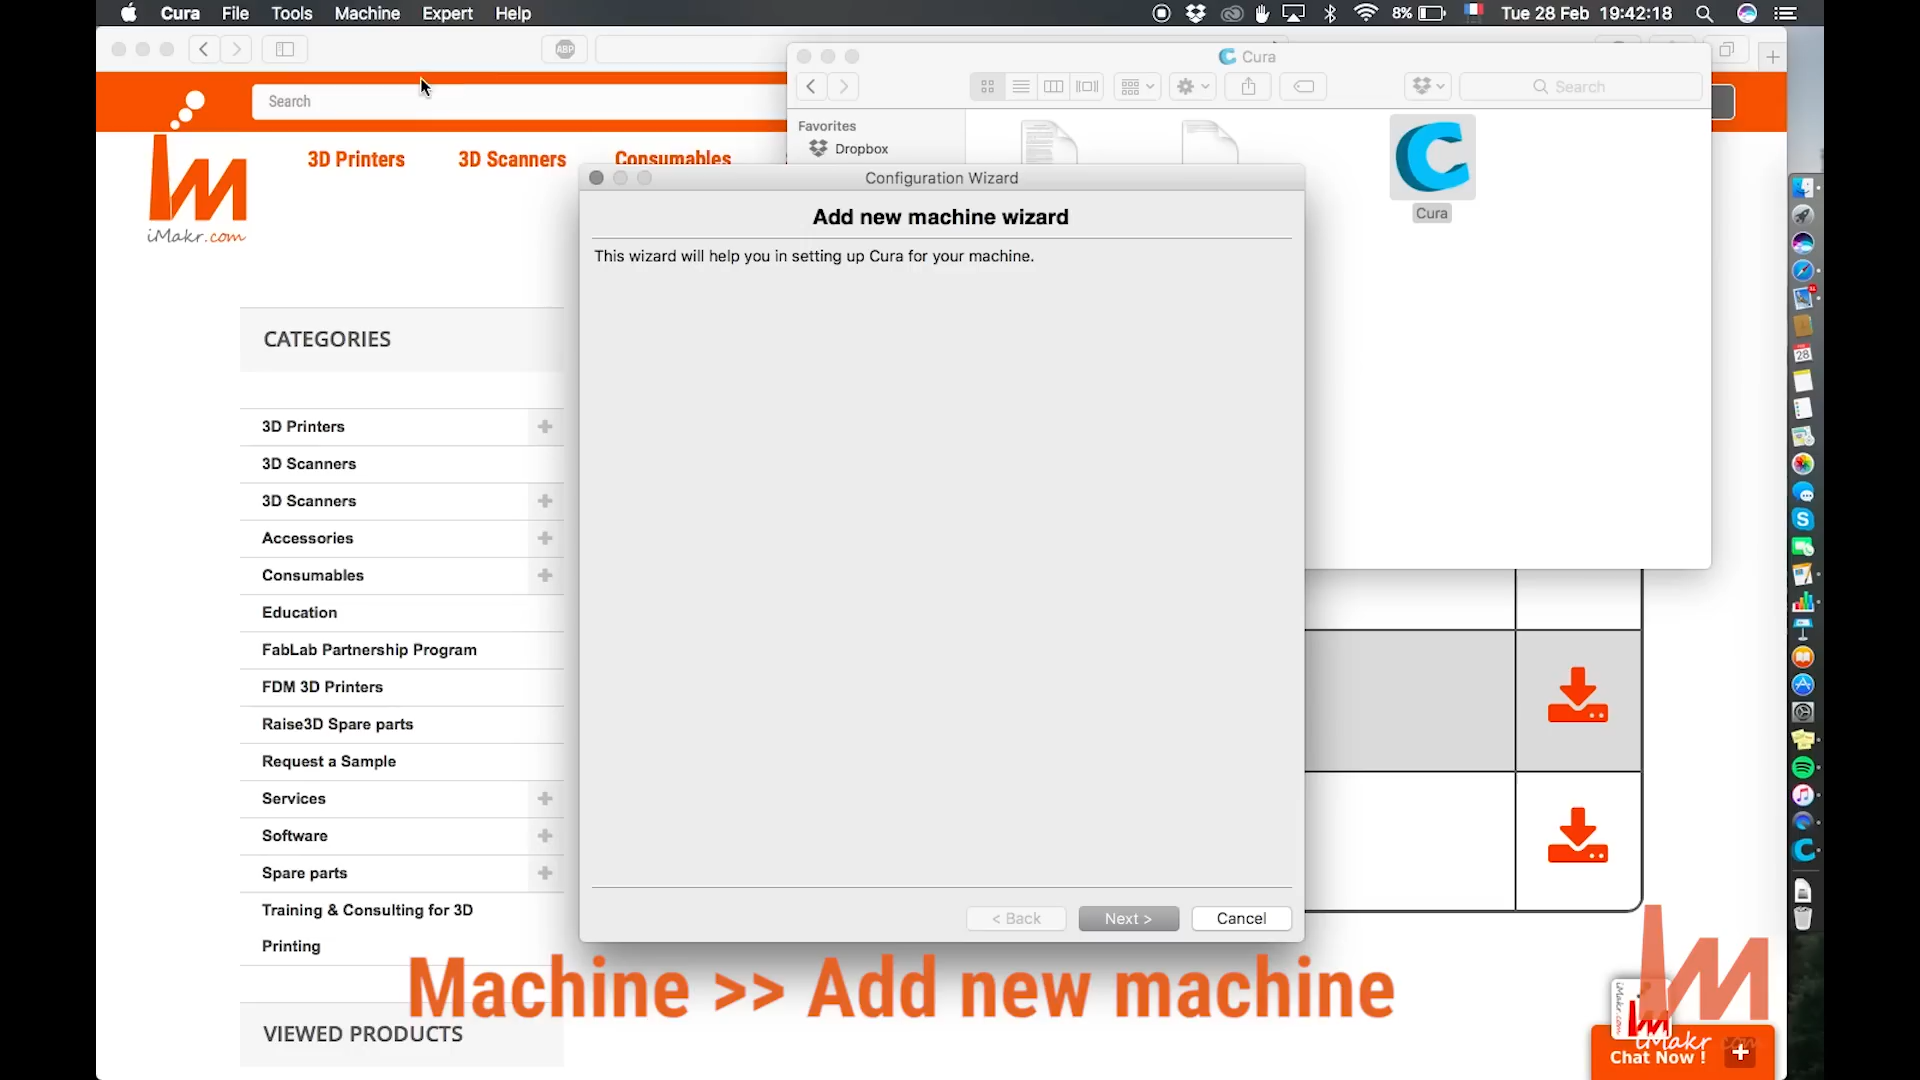 Cura File Tools Machine Expert Help
8% Tue 28 Feb 19:42:18
ABP
Cura
Search
Search
Favorites
Dropbox
Cura
iMakr.com
3D Printers 3D Scanners Consumables
Configuration Wizard
Add new machine wizard
This wizard will help you in setting up Cura for your machine.
CATEGORIES
3D Printers
3D Scanners
3D Scanners
Accessories
Consumables
Education
FabLab Partnership Program
FDM 3D Printers
Raise3D Spare parts
Request a Sample
Services
Software
Spare parts
Training & Consulting for 3D
Printing
VIEWED PRODUCTS
< Back Next > Cancel
Machine >> Add new machine
iMakr.com
iMakr
Chat Now !
28